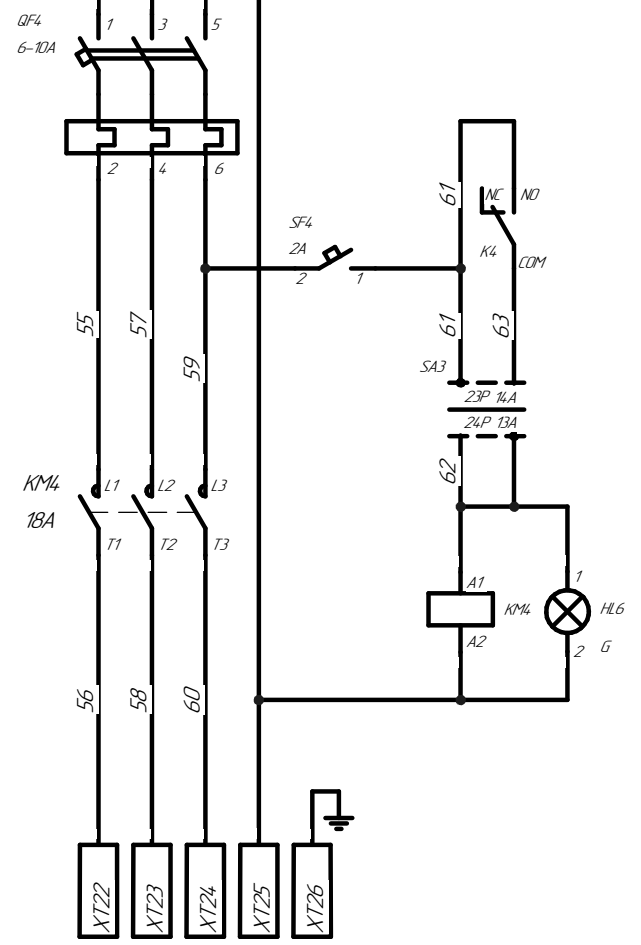 QF4
6-10A
1
3
5
2
4
6
SF4
2A
2
1
61
NC
NO
K4
COM
55
57
59
61
63
SA3
23P 14A
24P 13A
62
KM4
18A
L1
L2
L3
T1
T2
T3
A1
KM4
A2
1
HL6
2
G
56
58
60
XT22
XT23
XT24
XT25
XT26